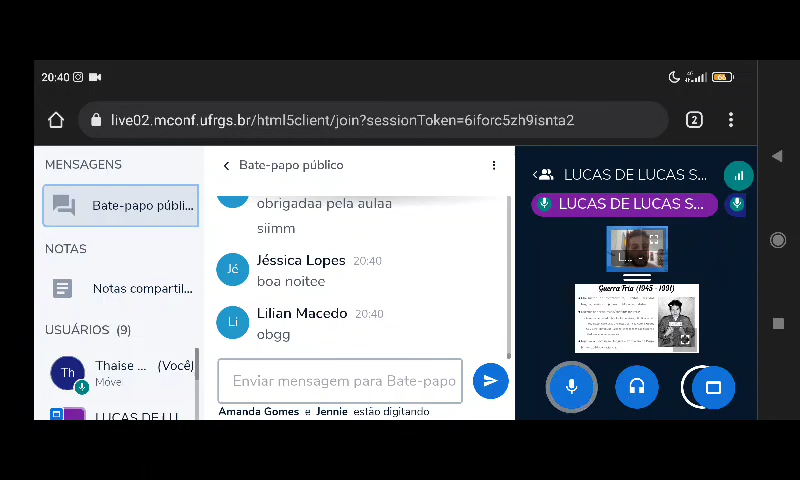 20:40
66
live02.mconf.ufrgs.br/html5client/join?sessionToken=6iforc5zh9isnta2
2
MENSAGENS
Bate-papo públi...
NOTAS
Notas compartil...
USUÁRIOS (9)
Th
Thaise ... (Você)
Móvel
LUCAS DE LU
Bate-papo público
obrigadaa pela aulaa
siimm
Jé
Jéssica Lopes 20:40
boa noitee
Li
Lilian Macedo 20:40
obgg
Enviar mensagem para Bate-papo
Amanda Gomes e Jennie estão digitando
LUCAS DE LUCAS S...
LUCAS DE LUCAS S...
Guerra Fria (1945 - 1991)